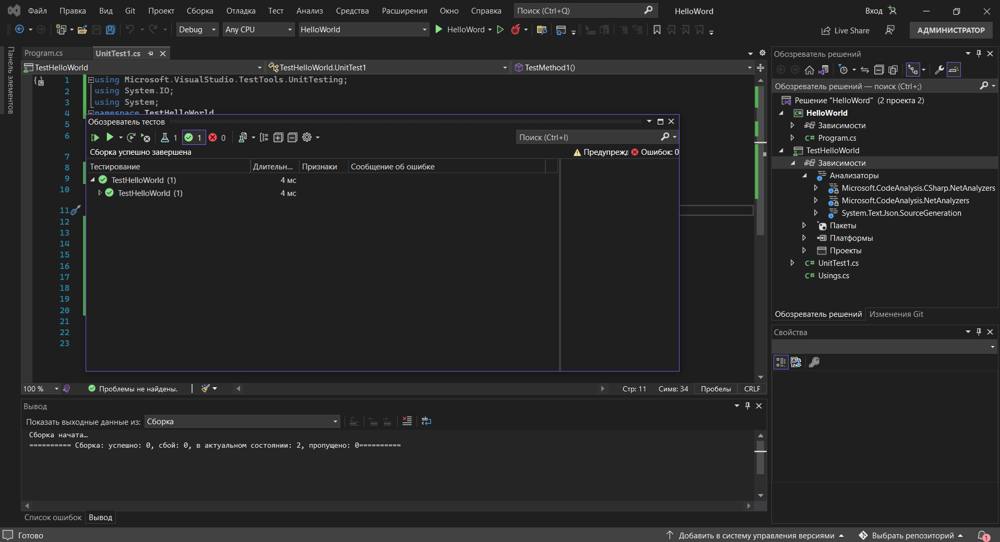 Файл Правка Вид Git Проект Сборка Отладка Тест Анализ Средства Расширения Окно Справка Поиск (Ctrl+Q) HelloWord Вход
Debug Any CPU HelloWorld HelloWord Live Share АДМИНИСТРАТОР
Панель элементов
Program.cs UnitTest1.cs
TestHelloWorld TestHelloWorld.UnitTest1 TestMethod1()
1 using Microsoft.VisualStudio.TestTools.UnitTesting;
2 using System.IO;
3 using System;
4 namespace TestHelloWorld
5
6
7
8
9
10
11
12
13
14
15
16
17
18
19
20
21
22
23
Обозреватель тестов
1 1 0 Поиск (Ctrl+I)
Сборка успешно завершена Предупрежд Ошибок: 0
Тестирование Длительн... Признаки Сообщение об ошибке
TestHelloWorld (1) 4 мс
TestHelloWorld (1) 4 мс
100 % Проблемы не найдены. Стр: 11 Симв: 34 Пробелы CRLF
Вывод
Показать выходные данные из: Сборка
Сборка начата…
========== Сборка: успешно: 0, сбой: 0, в актуальном состоянии: 2, пропущено: 0==========
Список ошибок Вывод
Обозреватель решений
Обозреватель решений — поиск (Ctrl+;)
Решение "HelloWord" (2 проекта 2)
HelloWorld
Зависимости
C# Program.cs
TestHelloWorld
Зависимости
Анализаторы
Microsoft.CodeAnalysis.CSharp.NetAnalyzers
Microsoft.CodeAnalysis.NetAnalyzers
System.Text.Json.SourceGeneration
Пакеты
Платформы
Проекты
C# UnitTest1.cs
C# Usings.cs
Обозреватель решений Изменения Git
Свойства
Готово Добавить в систему управления версиями Выбрать репозиторий 1